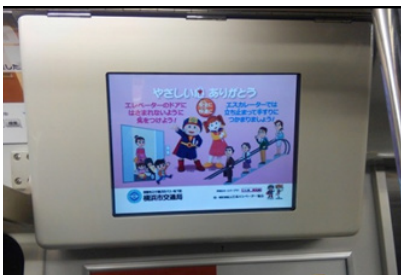 やさしい心 ありがとう
エレベーターのドアに
はさまれないように
気をつけよう!
エスカレーターでは
立ち止まって手すりに
つかまりましょう!
横浜市交通局